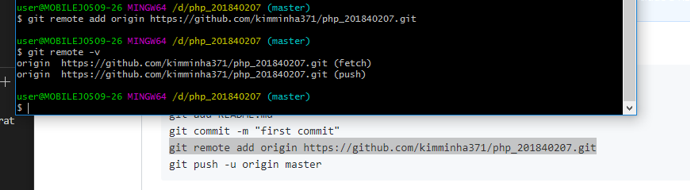 user@MOBILEJ0509-26 MINGW64 /d/php_201840207 (master)
$ git remote add origin https://github.com/kimminha371/php_201840207.git
user@MOBILEJ0509-26 MINGW64 /d/php_201840207 (master)
$ git remote -v
origin  https://github.com/kimminha371/php_201840207.git (fetch)
origin  https://github.com/kimminha371/php_201840207.git (push)
user@MOBILEJ0509-26 MINGW64 /d/php_201840207 (master)
$
rat
git add README.md
git commit -m "first commit"
git remote add origin https://github.com/kimminha371/php_201840207.git
git push -u origin master